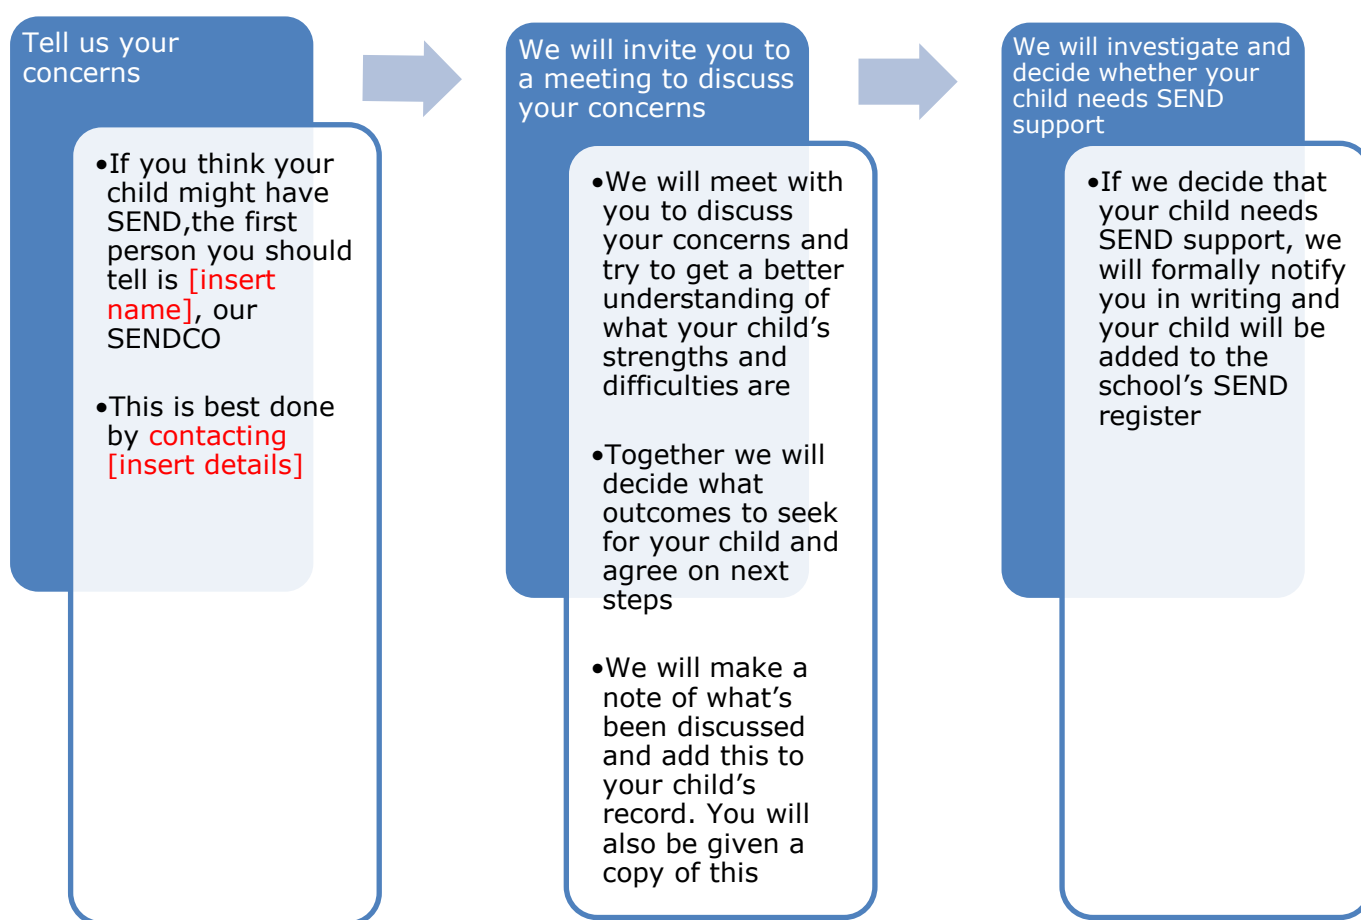 Tell us your
concerns
•If you think your
child might have
SEND,the first
person you should
tell is [insert
name], our
SENDCO
•This is best done
by contacting
[insert details]
We will invite you to
a meeting to discuss
your concerns
•We will meet with
you to discuss
your concerns and
try to get a better
understanding of
what your child’s
strengths and
difficulties are
•Together we will
decide what
outcomes to seek
for your child and
agree on next
steps
•We will make a
note of what’s
been discussed
and add this to
your child’s
record. You will
also be given a
copy of this
We will investigate and
decide whether your
child needs SEND
support
•If we decide that
your child needs
SEND support, we
will formally notify
you in writing and
your child will be
added to the
school’s SEND
register